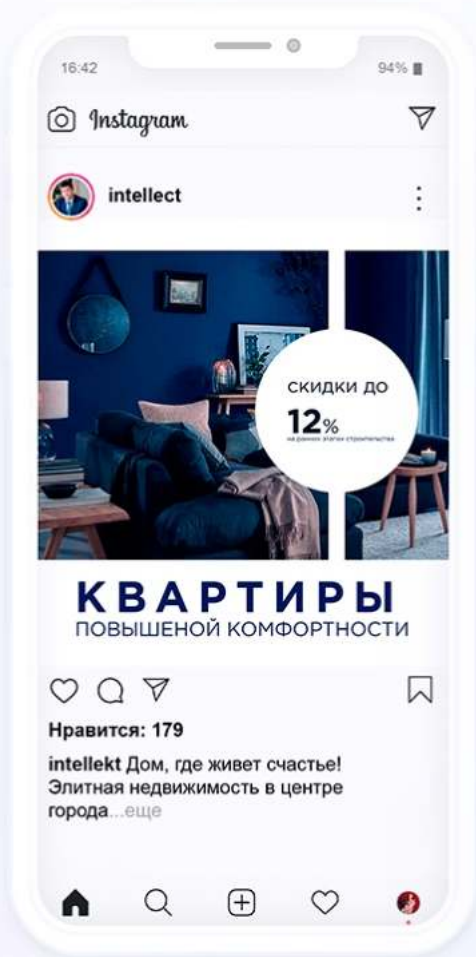 16:42 94%
Instagram
intellect
СКИДКИ ДО
12%
на ранних этапах строительства
КВАРТИРЫ
ПОВЫШЕНОЙ КОМФОРТНОСТИ
Нравится: 179
intellekt Дом, где живет счастье!
Элитная недвижимость в центре
города...еще